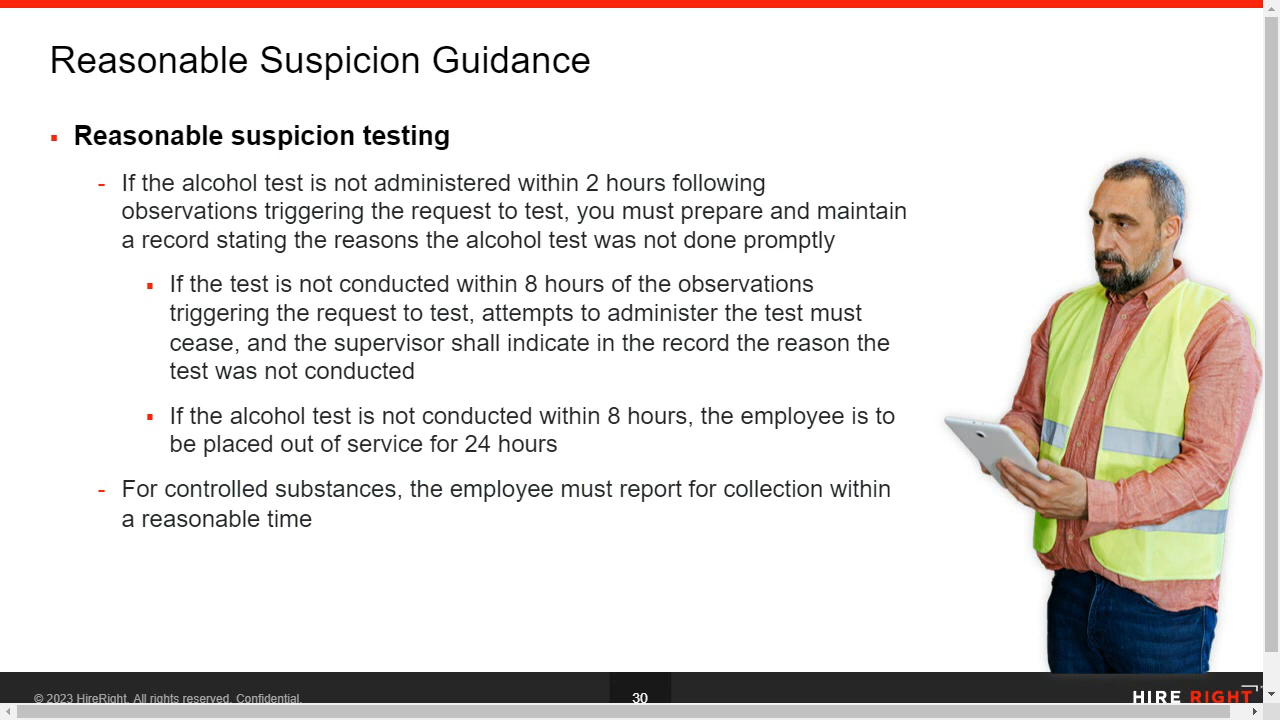 Reasonable Suspicion Guidance
Reasonable suspicion testing
- If the alcohol test is not administered within 2 hours following
observations triggering the request to test, you must prepare and maintain
a record stating the reasons the alcohol test was not done promptly
If the test is not conducted within 8 hours of the observations
triggering the request to test, attempts to administer the test must
cease, and the supervisor shall indicate in the record the reason the
test was not conducted
If the alcohol test is not conducted within 8 hours, the employee is to
be placed out of service for 24 hours
- For controlled substances, the employee must report for collection within
a reasonable time
© 2023 HireRight. All rights reserved. Confidential.
30
HIRE RIGHT